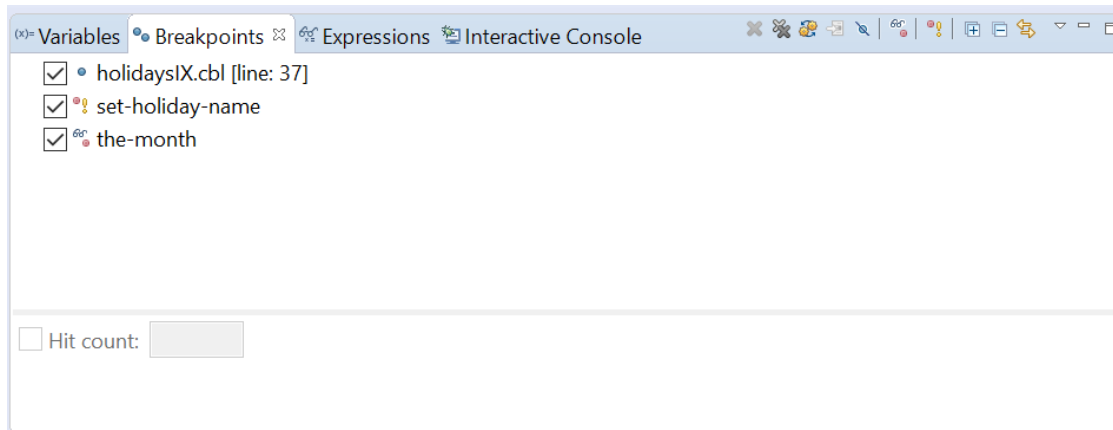 (x)= Variables Breakpoints Expressions Interactive Console
holidaysIX.cbl [line: 37]
set-holiday-name
the-month
Hit count: